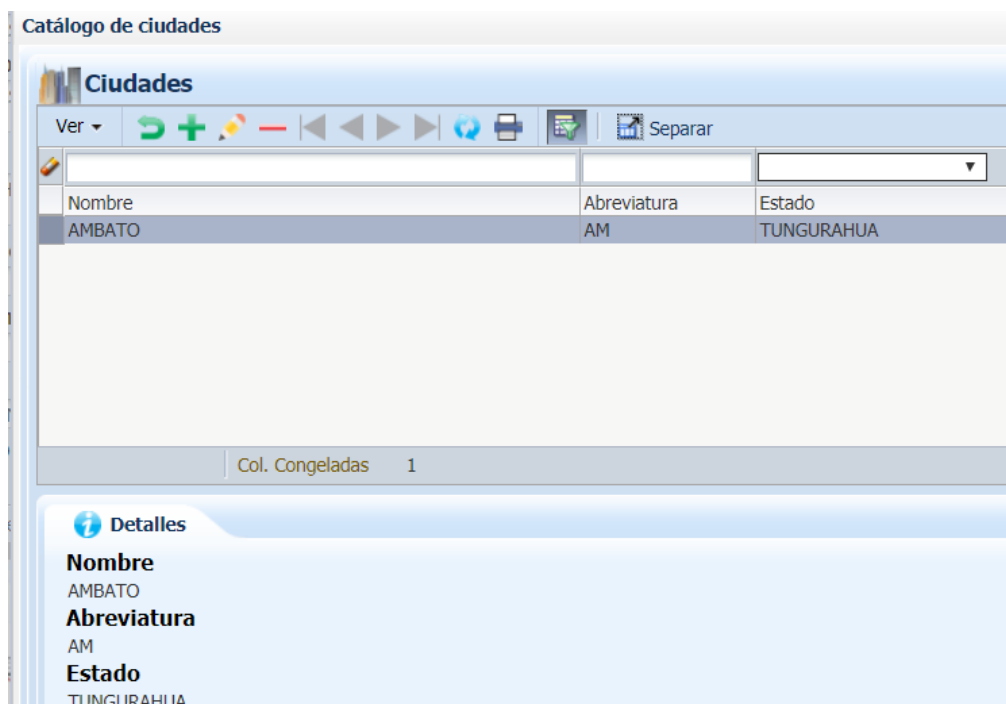 Catálogo de ciudades
Ciudades
Ver Separar
Nombre Abreviatura Estado
AMBATO AM TUNGURAHUA
Col. Congeladas 1
Detalles
Nombre
AMBATO
Abreviatura
AM
Estado
TUNGURAHUA